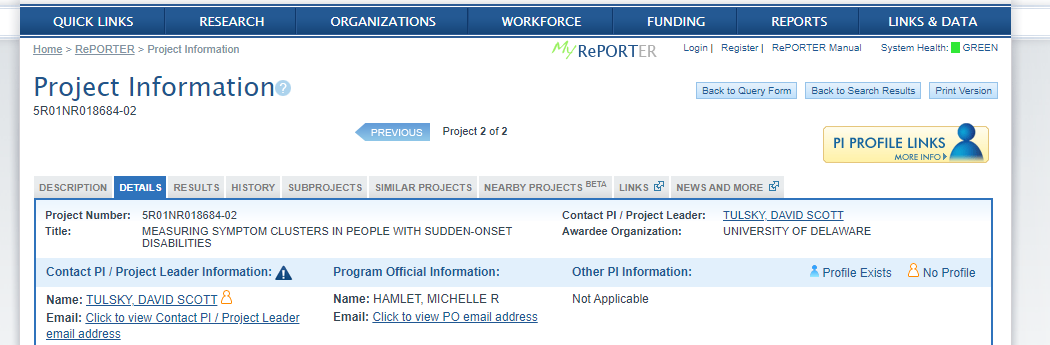 QUICK LINKS RESEARCH ORGANIZATIONS WORKFORCE FUNDING REPORTS LINKS & DATA
Home > RePORTER > Project Information My RePORTER Login | Register | RePORTER Manual System Health: GREEN
Project Information ?
Back to Query Form Back to Search Results Print Version
5R01NR018684-02
PREVIOUS Project 2 of 2
PI PROFILE LINKS
MORE INFO
DESCRIPTION DETAILS RESULTS HISTORY SUBPROJECTS SIMILAR PROJECTS NEARBY PROJECTS BETA LINKS NEWS AND MORE
Project Number: 5R01NR018684-02 Contact PI / Project Leader: TULSKY, DAVID SCOTT
Title: MEASURING SYMPTOM CLUSTERS IN PEOPLE WITH SUDDEN-ONSET Awardee Organization: UNIVERSITY OF DELAWARE
DISABILITIES
Contact PI / Project Leader Information: Program Official Information: Other PI Information: Profile Exists No Profile
Name: TULSKY, DAVID SCOTT Name: HAMLET, MICHELLE R Not Applicable
Email: Click to view Contact PI / Project Leader Email: Click to view PO email address
email address